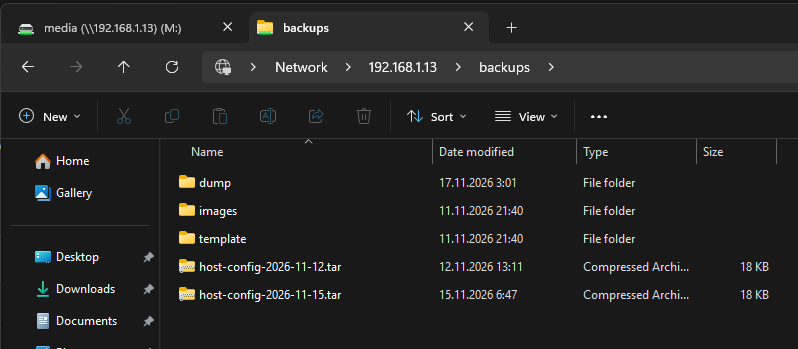 media (\\192.168.1.13) (M:)
backups
Network
192.168.1.13
backups
New
Sort
View
Name
Date modified
Type
Size
Home
Gallery
Desktop
Downloads
Documents
dump 17.11.2026 3:01 File folder
images 11.11.2026 21:40 File folder
template 11.11.2026 21:40 File folder
host-config-2026-11-12.tar 12.11.2026 13:11 Compressed Archi... 18 KB
host-config-2026-11-15.tar 15.11.2026 6:47 Compressed Archi... 18 KB